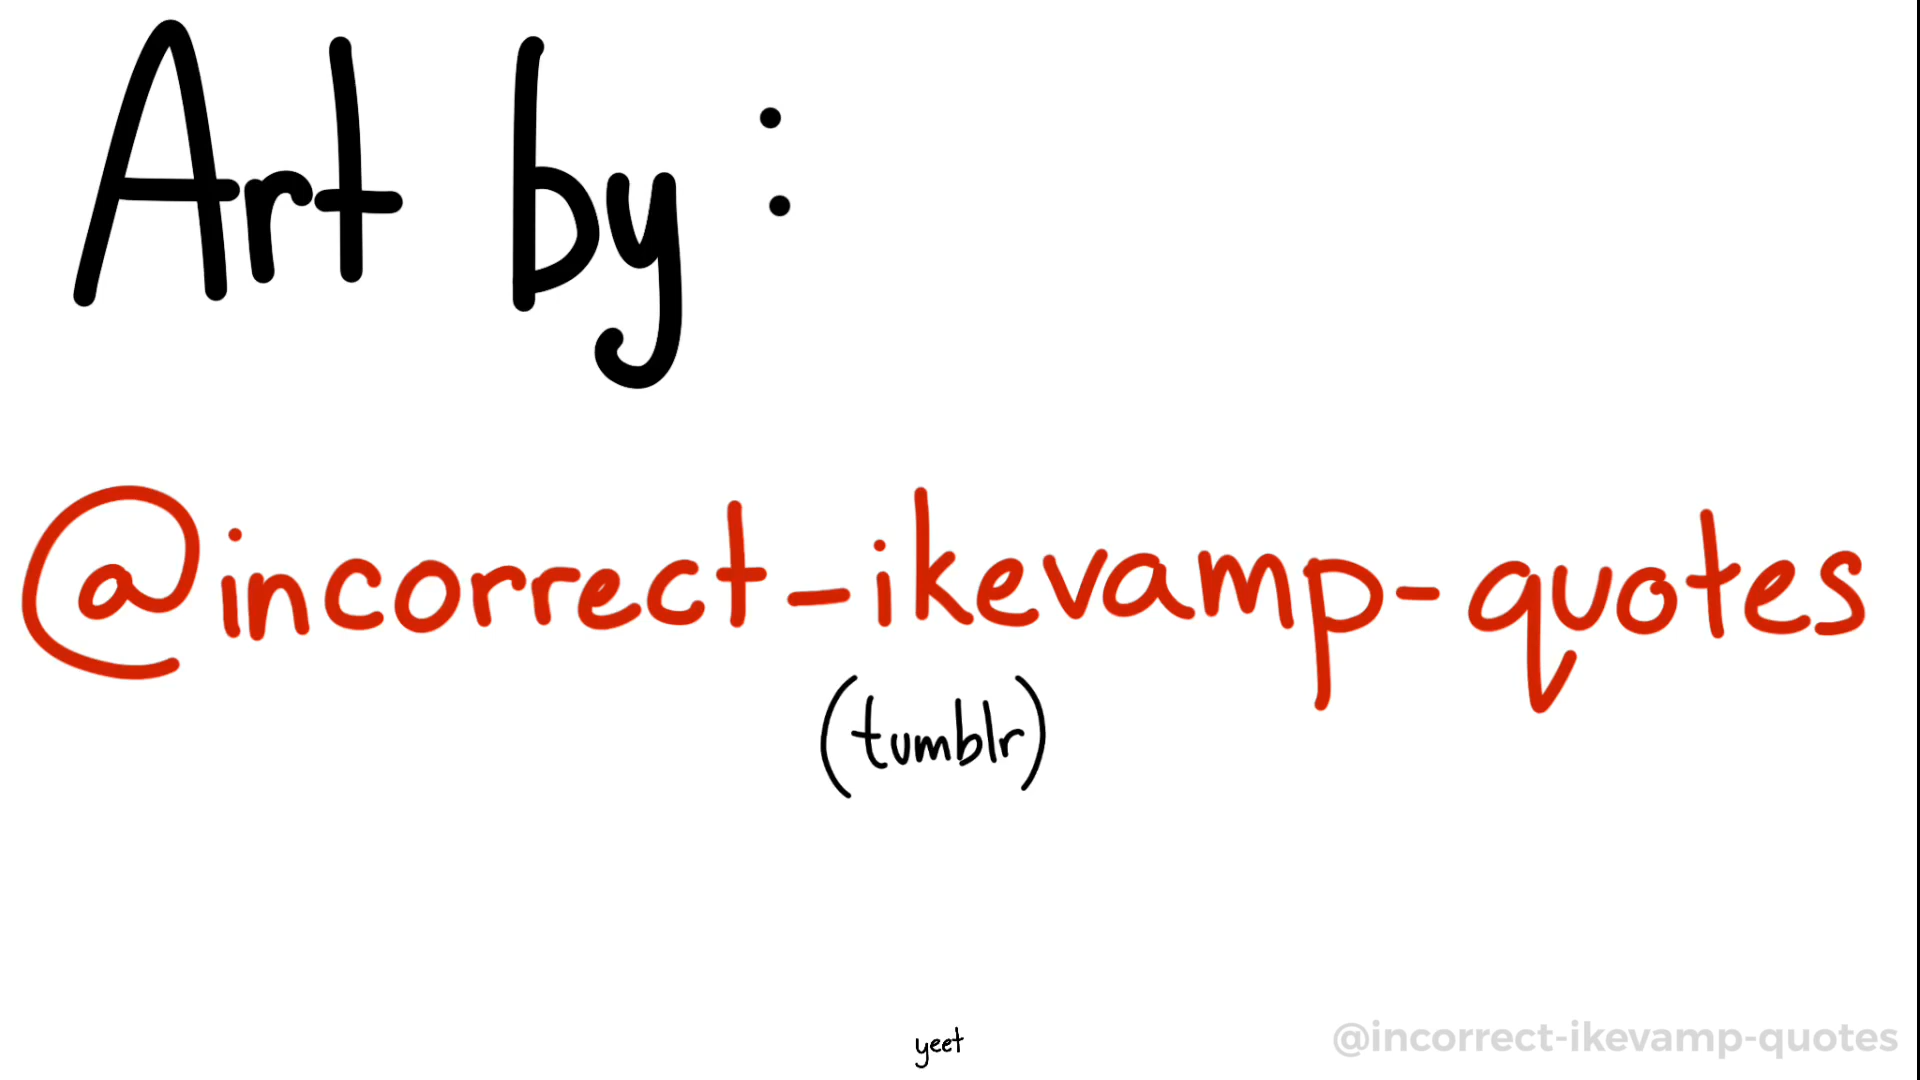 Art by:
@incorrect-ikevamp-quotes
(tumblr)
yeet
@incorrect-ikevamp-quotes